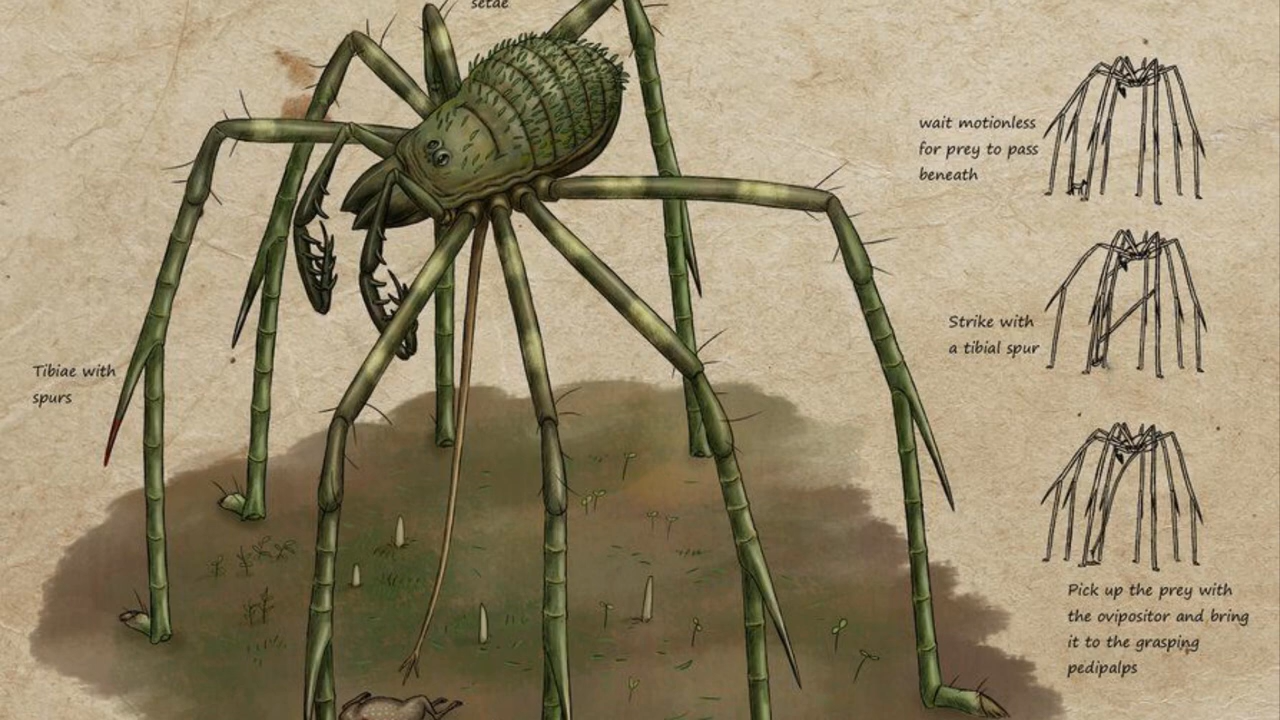 setae
wait motionless
for prey to pass
beneath
Strike with
a tibial spur
Tibiae with
spurs
Pick up the prey with
the ovipositor and bring
it to the grasping
pedipalps